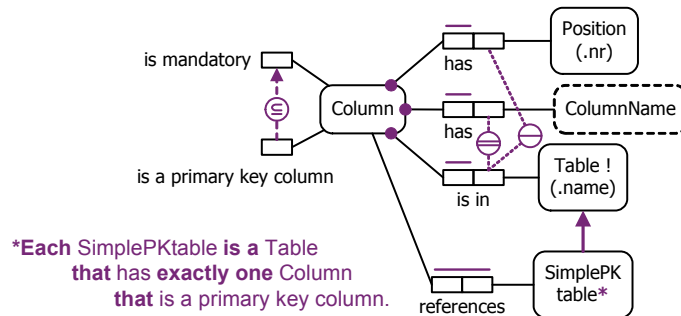 Position
(.nr)
is mandatory
has
Column
ColumnName
has
is a primary key column
Table !
(.name)
is in
*Each SimplePKtable is a Table
that has exactly one Column
that is a primary key column.
SimplePK
table*
references